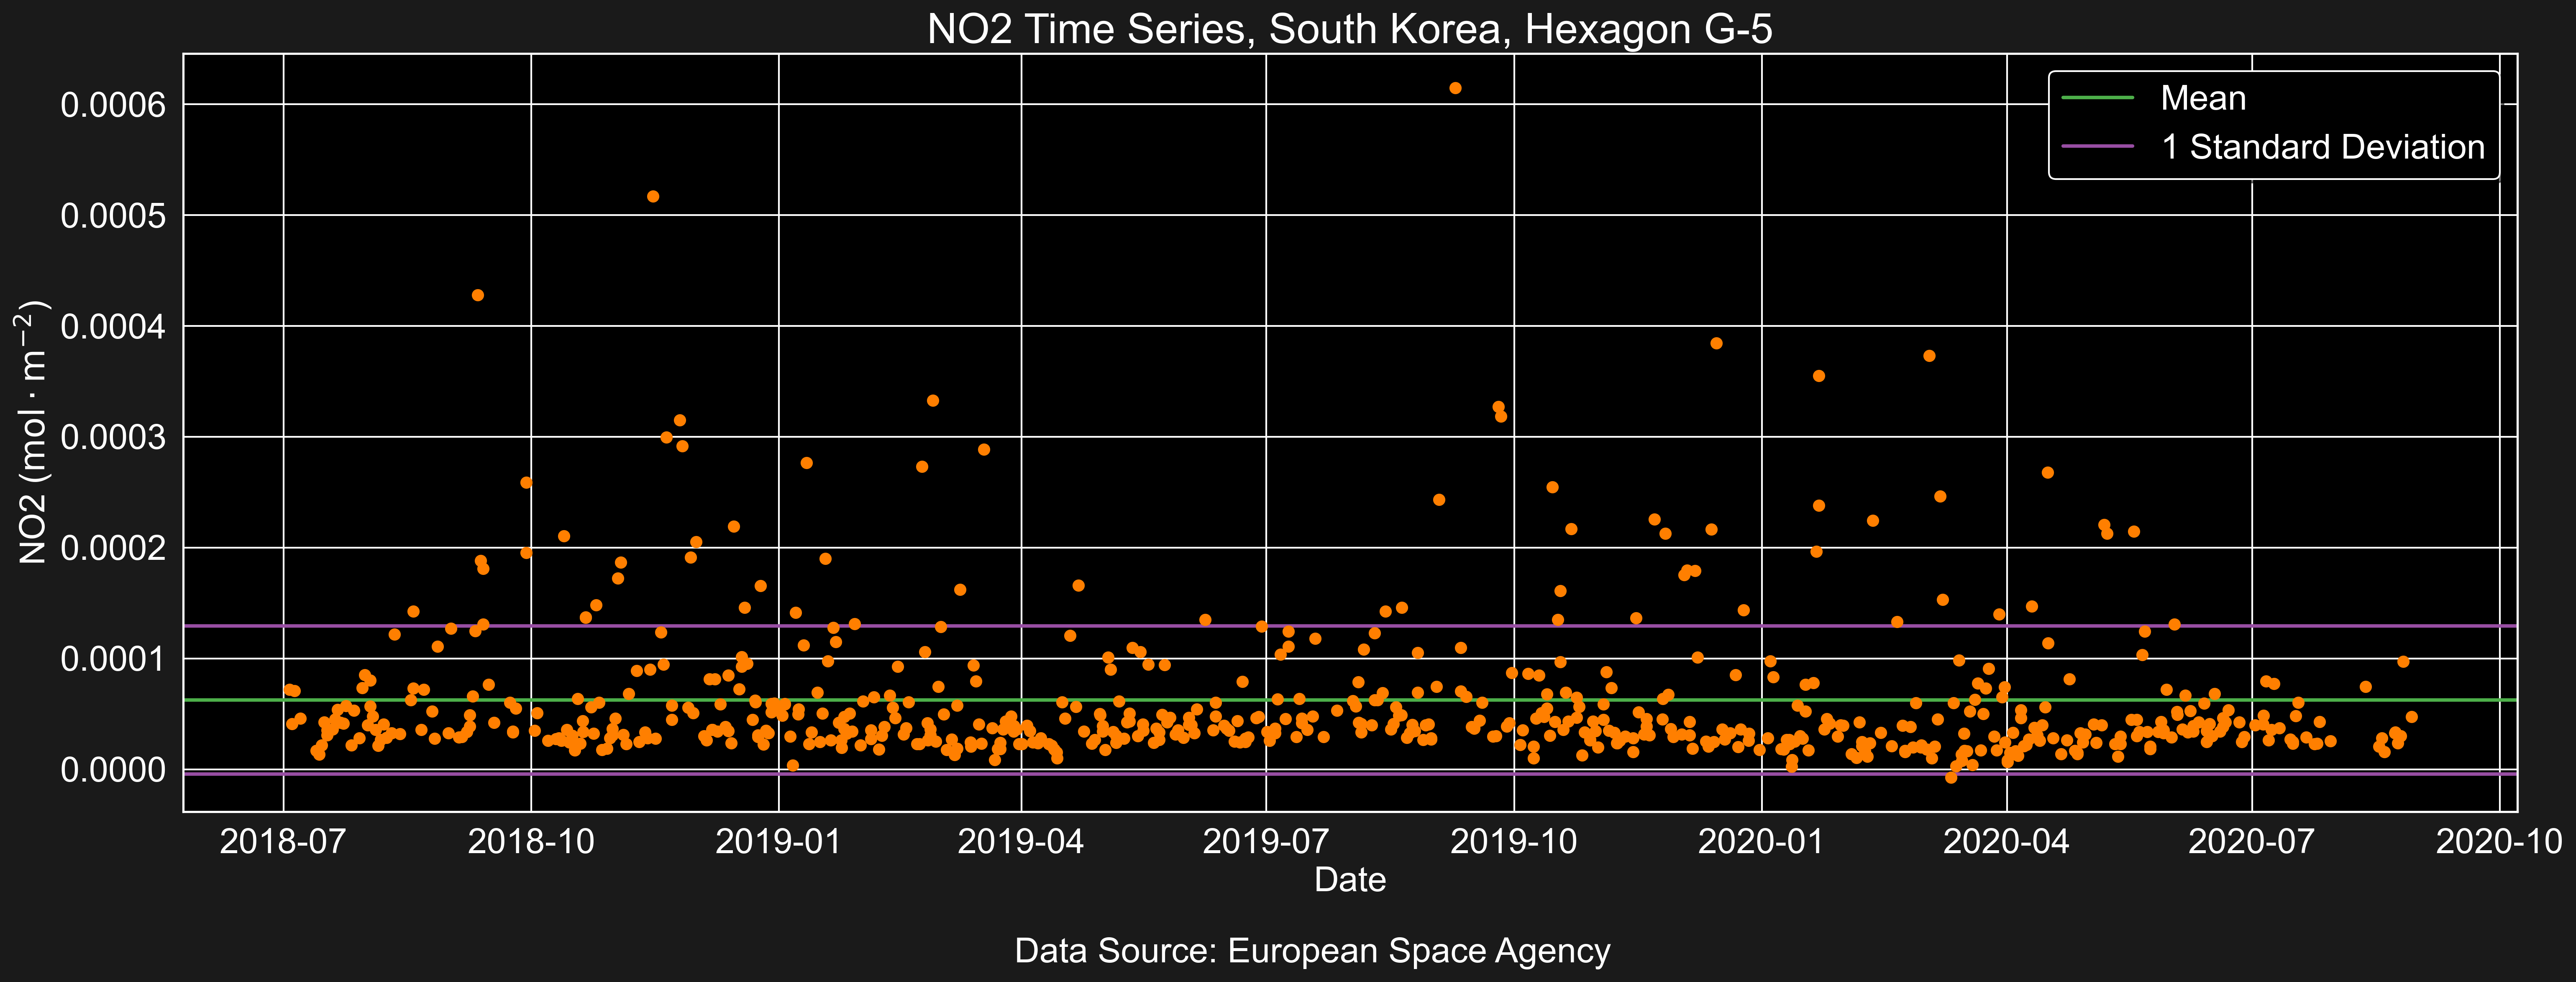 NO2 Time Series, South Korea, Hexagon G-5
Mean
1 Standard Deviation
NO2 (mol · m⁻²)
0.0006
0.0005
0.0004
0.0003
0.0002
0.0001
0.0000
2018-07 2018-10 2019-01 2019-04 2019-07 2019-10 2020-01 2020-04 2020-07 2020-10
Date
Data Source: European Space Agency